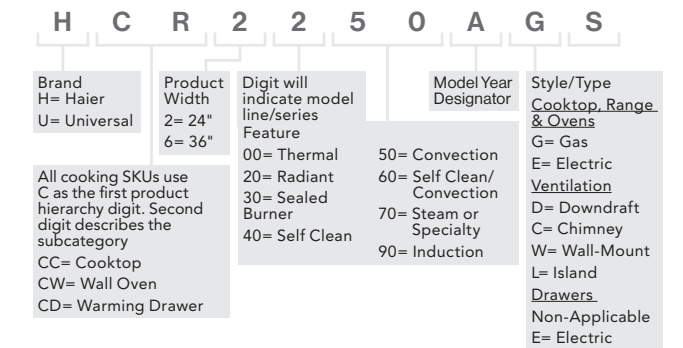 H C R 2 2 5 0 A G S
Brand
H= Haier
U= Universal
All cooking SKUs use
C as the first product
hierarchy digit. Second
digit describes the
subcategory
CC= Cooktop
CW= Wall Oven
CD= Warming Drawer
Product
Width
2= 24"
6= 36"
Digit will
indicate model
line/series
Feature
00= Thermal
20= Radiant
30= Sealed
Burner
40= Self Clean
50= Convection
60= Self Clean/
Convection
70= Steam or
Specialty
90= Induction
Model Year
Designator
Style/Type
Cooktop, Range
& Ovens
G= Gas
E= Electric
Ventilation
D= Downdraft
C= Chimney
W= Wall-Mount
L= Island
Drawers
Non-Applicable
E= Electric